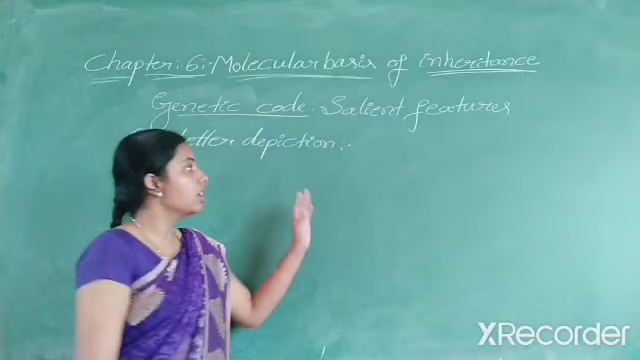 Chapter: 6: Molecular basis of inheritance
Genetic code: Salient features
letter depiction.
XRecorder